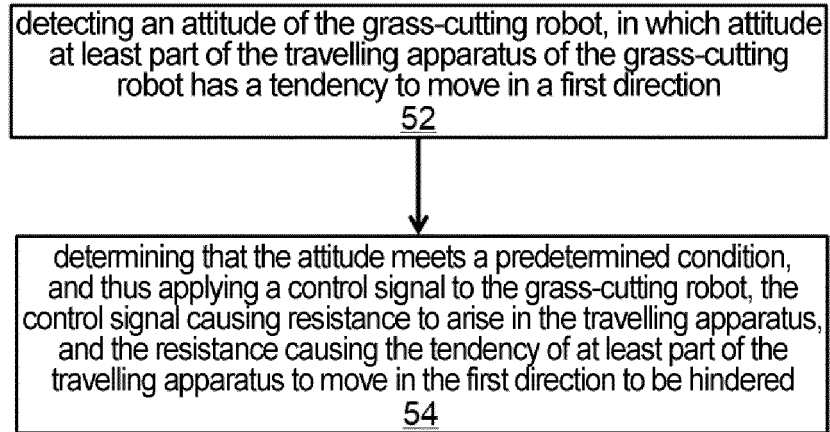 detecting an attitude of the grass-cutting robot, in which attitude
at least part of the travelling apparatus of the grass-cutting
robot has a tendency to move in a first direction
52
determining that the attitude meets a predetermined condition,
and thus applying a control signal to the grass-cutting robot, the
control signal causing resistance to arise in the travelling apparatus,
and the resistance causing the tendency of at least part of the
travelling apparatus to move in the first direction to be hindered
54